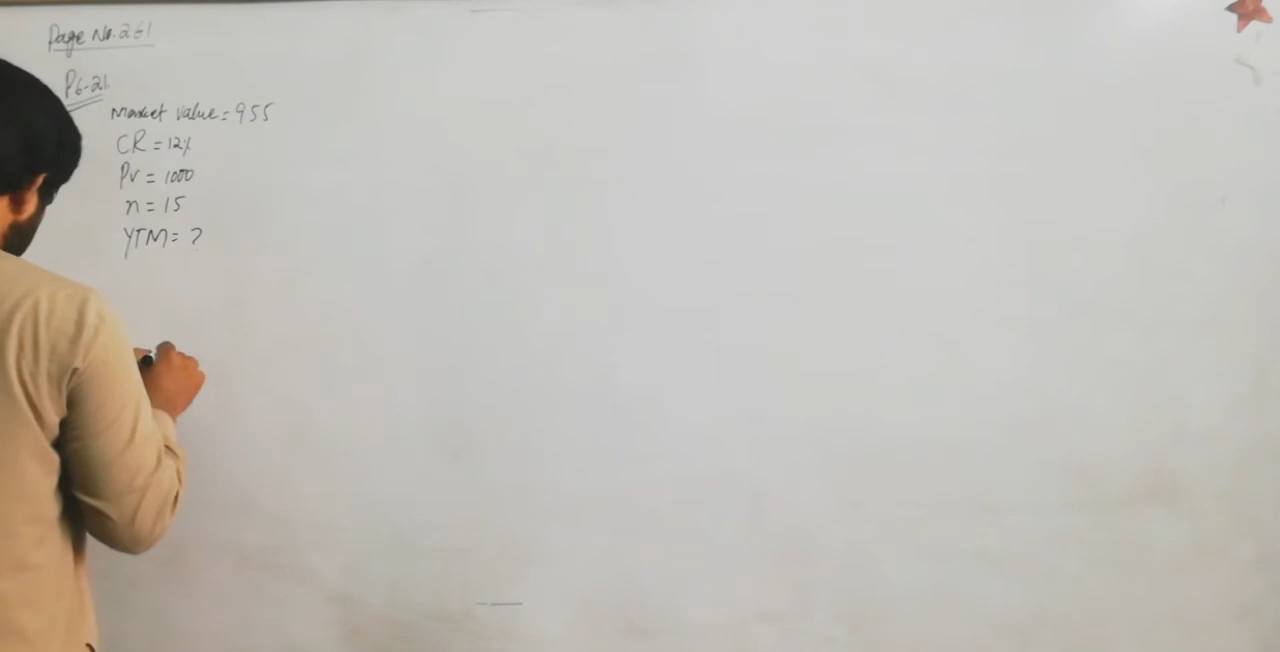 Page No. 261
P6-21.
Market value = 955
CR = 12%
Pv = 1000
n = 15
YTM = ?